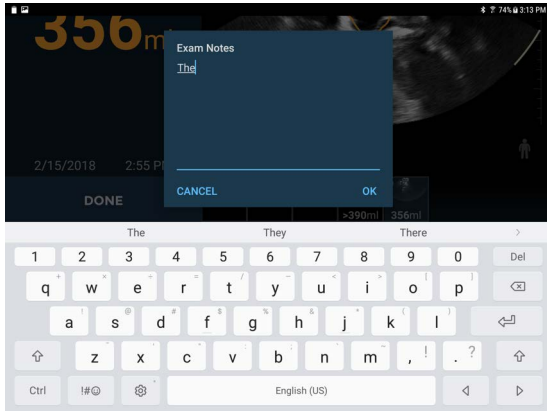 74% 3:13 PM
356ml
Exam Notes
The
2/15/2018 2:55 P
CANCEL OK
DONE
>390ml 356ml
The They There >
1 2 3 4 5 6 7 8 9 0 Del
q w e r t y u i o p
a s d f g h j k l
z x c v b n m , ! . ?
Ctrl !#☺ English (US)